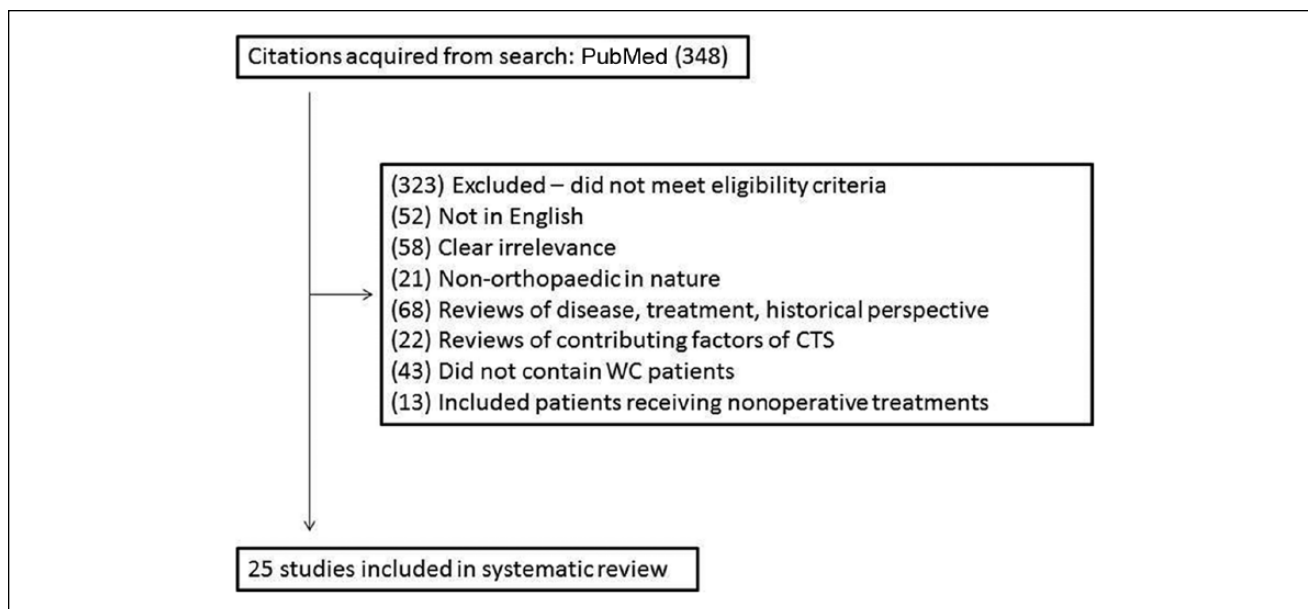 Citations acquired from search: PubMed (348)
(323) Excluded – did not meet eligibility criteria
(52) Not in English
(58) Clear irrelevance
(21) Non-orthopaedic in nature
(68) Reviews of disease, treatment, historical perspective
(22) Reviews of contributing factors of CTS
(43) Did not contain WC patients
(13) Included patients receiving nonoperative treatments
25 studies included in systematic review